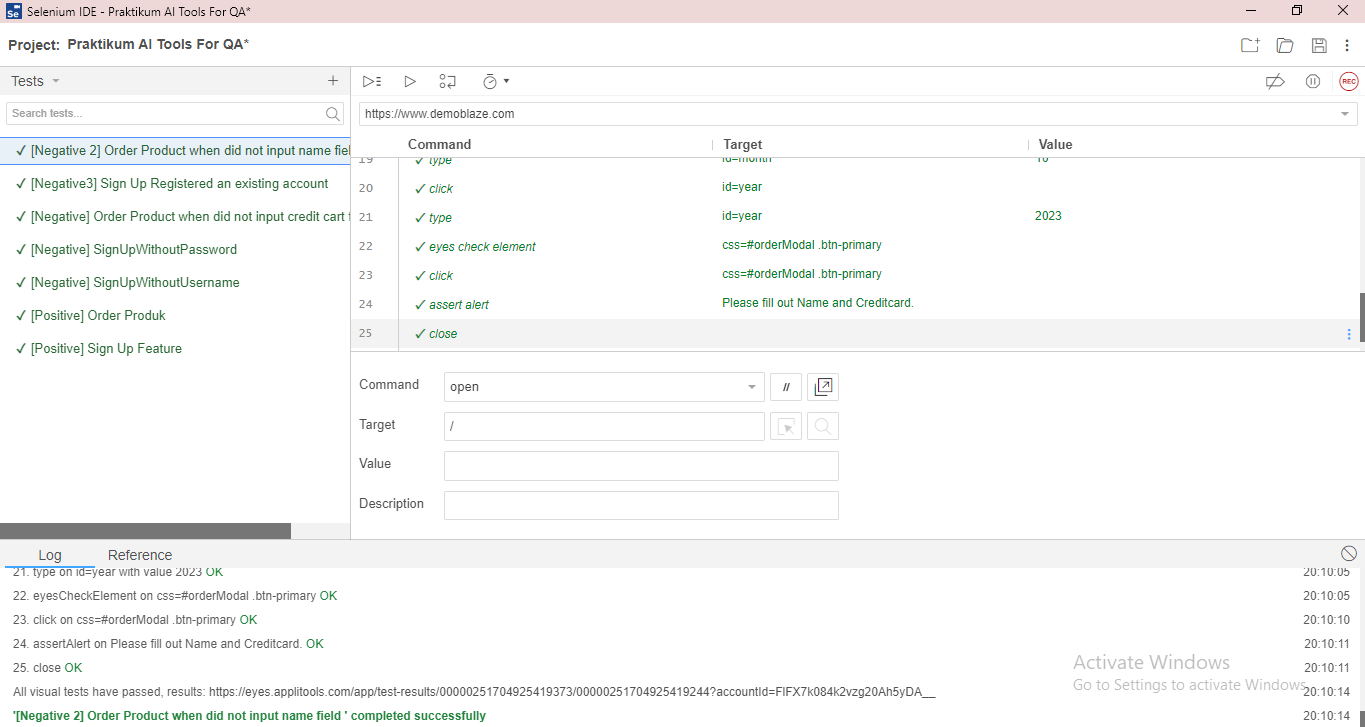 Selenium IDE - Praktikum AI Tools For QA*
Project: Praktikum AI Tools For QA*
Tests
REC
Search tests...
https://www.demoblaze.com
Command Target Value
✓ [Negative 2] Order Product when did not input name fiel
✓ [Negative3] Sign Up Registered an existing account
✓ [Negative] Order Product when did not input credit cart
✓ [Negative] SignUpWithoutPassword
✓ [Negative] SignUpWithoutUsername
✓ [Positive] Order Produk
✓ [Positive] Sign Up Feature
19 ✓ type id=month 10
20 ✓ click id=year
21 ✓ type id=year 2023
22 ✓ eyes check element css=#orderModal .btn-primary
23 ✓ click css=#orderModal .btn-primary
24 ✓ assert alert Please fill out Name and Creditcard.
25 ✓ close
Command open //
Target /
Value
Description
Log Reference
21. type on id=year with value 2023 OK 20:10:05
22. eyesCheckElement on css=#orderModal .btn-primary OK 20:10:05
23. click on css=#orderModal .btn-primary OK 20:10:10
24. assertAlert on Please fill out Name and Creditcard. OK 20:10:11
25. close OK 20:10:11
All visual tests have passed, results: https://eyes.applitools.com/app/test-results/00000251704925419373/00000251704925419244?accountId=FIFX7k084k2vzg20Ah5yDA__ 20:10:14
'[Negative 2] Order Product when did not input name field ' completed successfully 20:10:14
Activate Windows
Go to Settings to activate Windows.